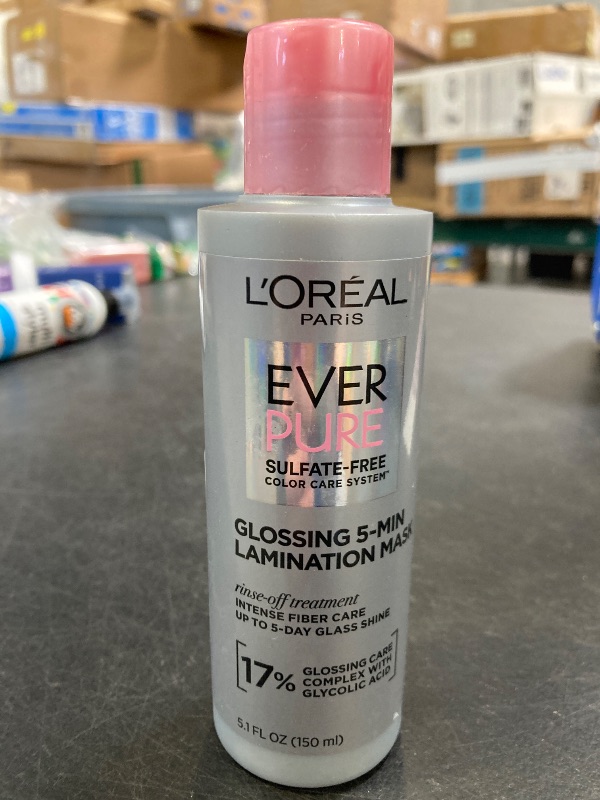 L'ORÉAL
PARIS
EVER
PURE
SULFATE-FREE
COLOR CARE SYSTEM™
GLOSSING 5-MIN
LAMINATION MASK
rinse-off treatment
INTENSE FIBER CARE
UP TO 5-DAY GLASS SHINE
17%
GLOSSING CARE
COMPLEX WITH
GLYCOLIC ACID
5.1 FL OZ (150 ml)